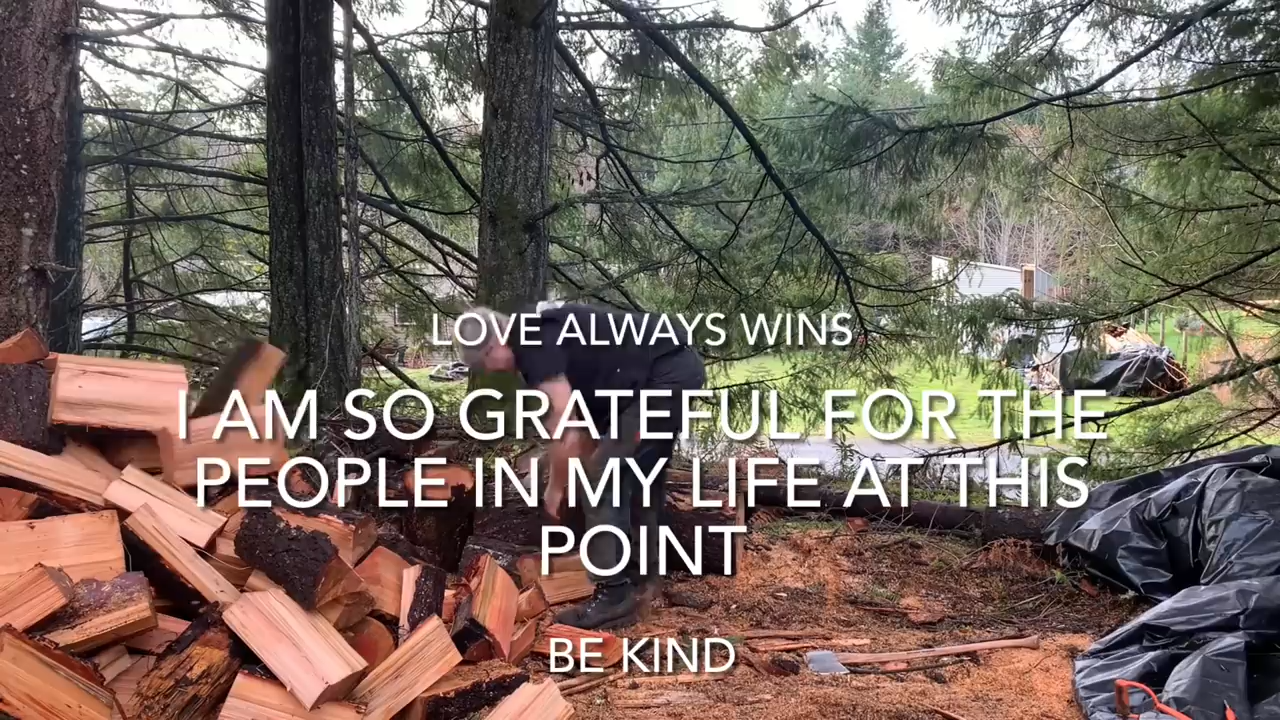 LOVE ALWAYS WINS
I AM SO GRATEFUL FOR THE
PEOPLE IN MY LIFE AT THIS
POINT
BE KIND